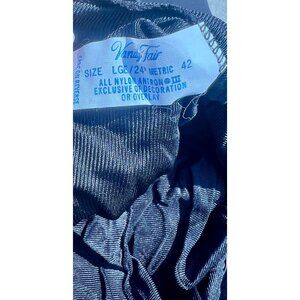 Vanity Fair
SIZE LGE/24" METRIC 42
ALL NYLON ANTRON ® III
EXCLUSIVE OF DECORATION
OR OVERLAY